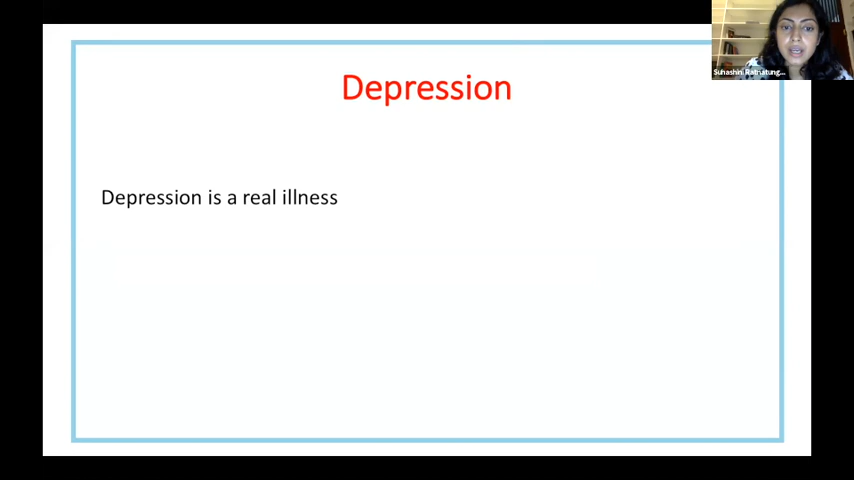 Depression
Suhashini Ratnatung...
Depression is a real illness